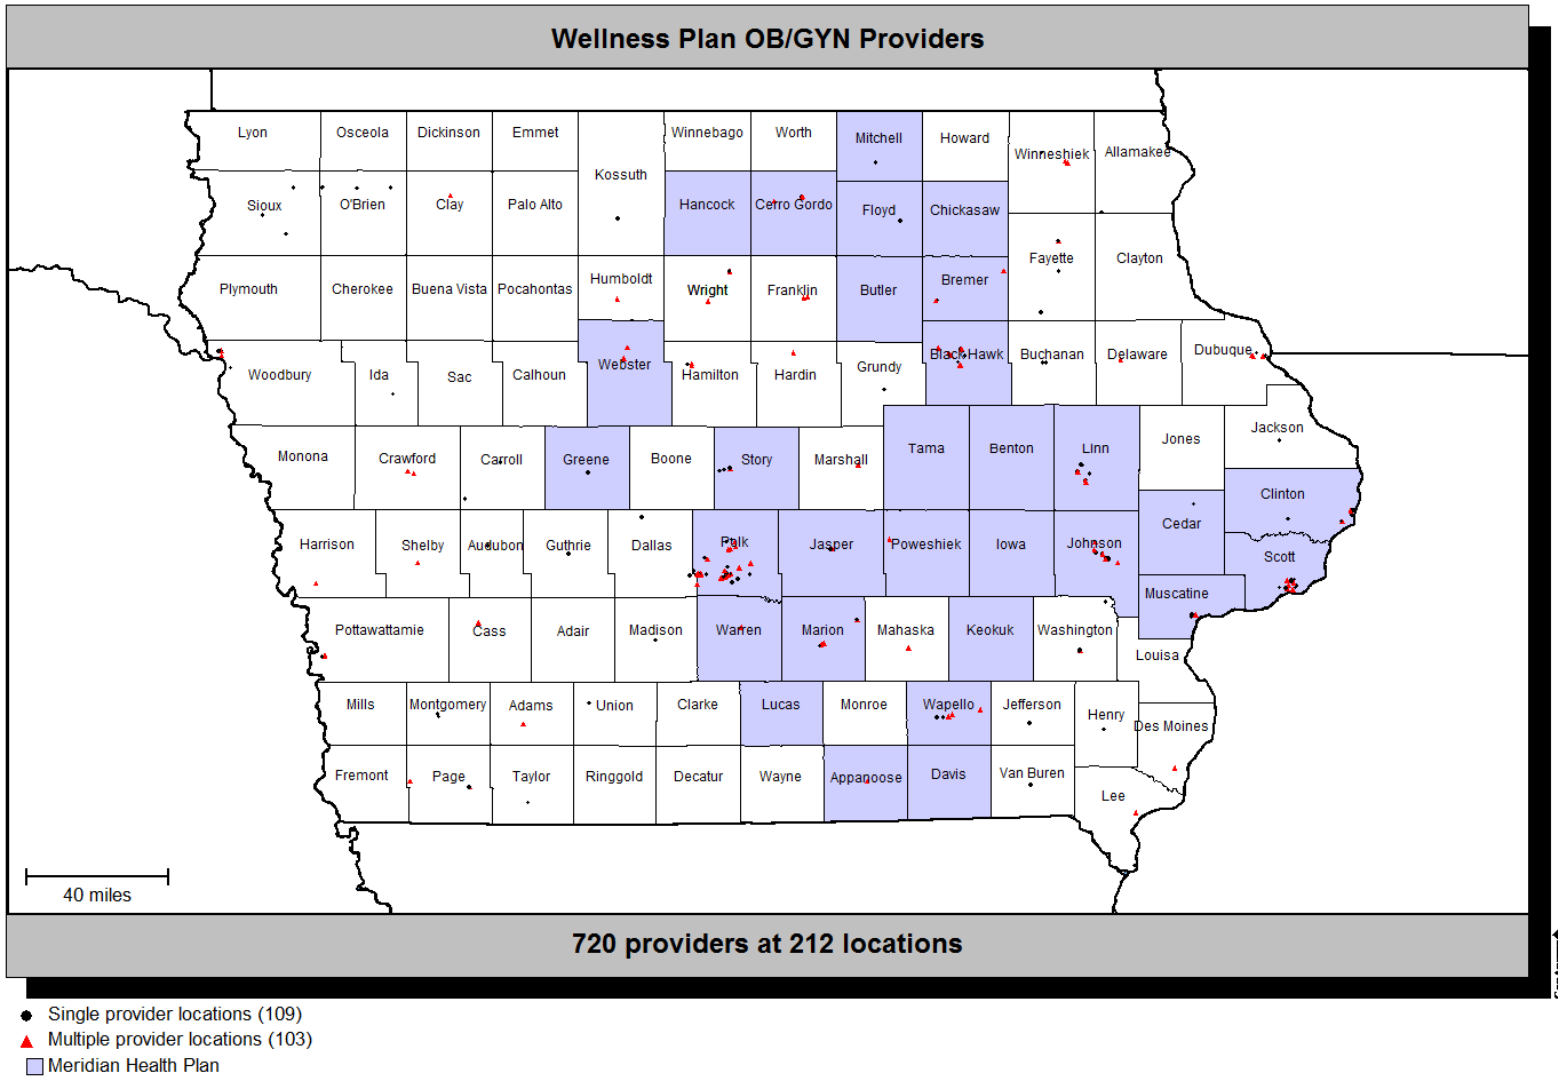 Wellness Plan OB/GYN Providers
Lyon Osceola Dickinson Emmet Winnebago Worth Mitchell Howard
Winneshiek Allamakee
Kossuth
Sioux O'Brien Clay Palo Alto Hancock Cerro Gordo Floyd Chickasaw
Fayette Clayton
Plymouth Cherokee Buena Vista Pocahontas Humboldt Wright Franklin Butler Bremer
Woodbury Ida Sac Calhoun Webster Hamilton Hardin Grundy Black Hawk Buchanan Delaware Dubuque
Monona Crawford Carroll Greene Boone Story Marshall Tama Benton Linn Jones Jackson
Clinton
Cedar
Harrison Shelby Audubon Guthrie Dallas Polk Jasper Poweshiek Iowa Johnson Scott
Muscatine
Pottawattamie Cass Adair Madison Warren Marion Mahaska Keokuk Washington
Louisa
Mills Montgomery Adams Union Clarke Lucas Monroe Wapello Jefferson Henry
Des Moines
Fremont Page Taylor Ringgold Decatur Wayne Appanoose Davis Van Buren
Lee
40 miles
720 providers at 212 locations
Single provider locations (109)
Multiple provider locations (103)
Meridian Health Plan